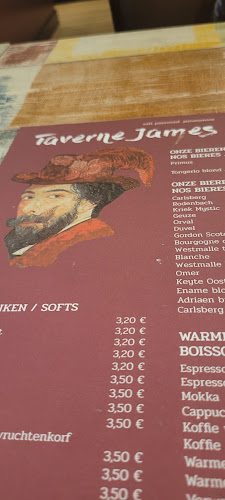 Taverne James
ONZE BIEREN
NOS BIERES
Primus
Tongerlo blond
ONZE BIERE
NOS BIERES
Carlsberg
Rodenbach
Kriek Mystic
Geuze
Orval
Duvel
Gordon Scot
Bourgogne
Westmalle
Blanche
Westmalle
Omer
Keyte Oost
Ename blo
Adriaen b
Carlsberg
JKEN / SOFTS
3,20 €
3,20 €
3,20 €
3,20 €
3,20 €
3,50 €
3,50 €
3,50 €
3,50 €
vruchtenkorf
3,50 €
3,50 €
3,50 €
WARME
BOISSO
Espresso
Espresso
Mokka
Cappuc
Koffie
Koffie
Warme
Warme